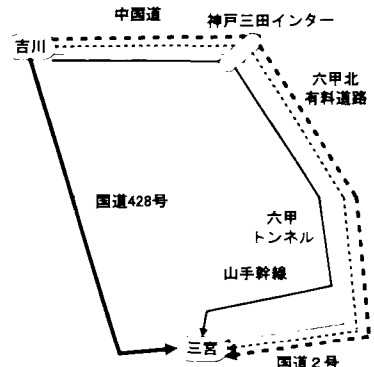 中国道
神戸三田インター
吉川
六甲北
有料道路
国道428号
六甲
トンネル
山手幹線
三宮
国道2号